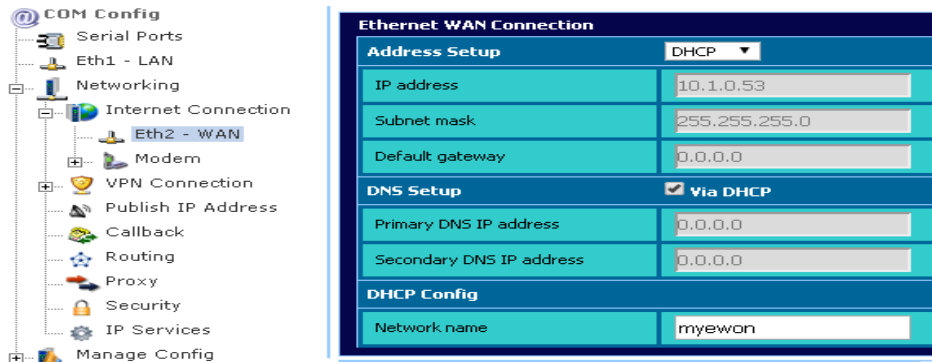 COM Config
Serial Ports
Eth1 - LAN
Networking
Internet Connection
Eth2 - WAN
Modem
VPN Connection
Publish IP Address
Callback
Routing
Proxy
Security
IP Services
Manage Config
Ethernet WAN Connection
Address Setup DHCP
IP address 10.1.0.53
Subnet mask 255.255.255.0
Default gateway 0.0.0.0
DNS Setup Via DHCP
Primary DNS IP address 0.0.0.0
Secondary DNS IP address 0.0.0.0
DHCP Config
Network name myewon